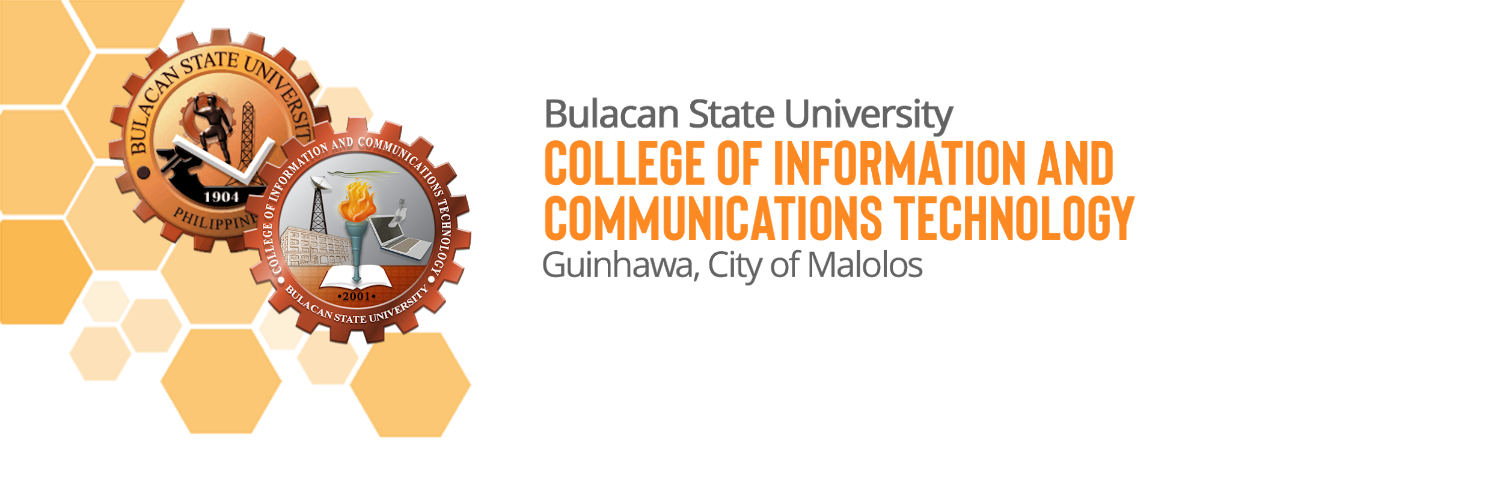 BULACAN STATE UNIVERSITY
1904
COLLEGE OF INFORMATION AND COMMUNICATIONS TECHNOLOGY
•2001•
BULACAN STATE UNIVERSITY
Bulacan State University
COLLEGE OF INFORMATION AND
COMMUNICATIONS TECHNOLOGY
Guinhawa, City of Malolos